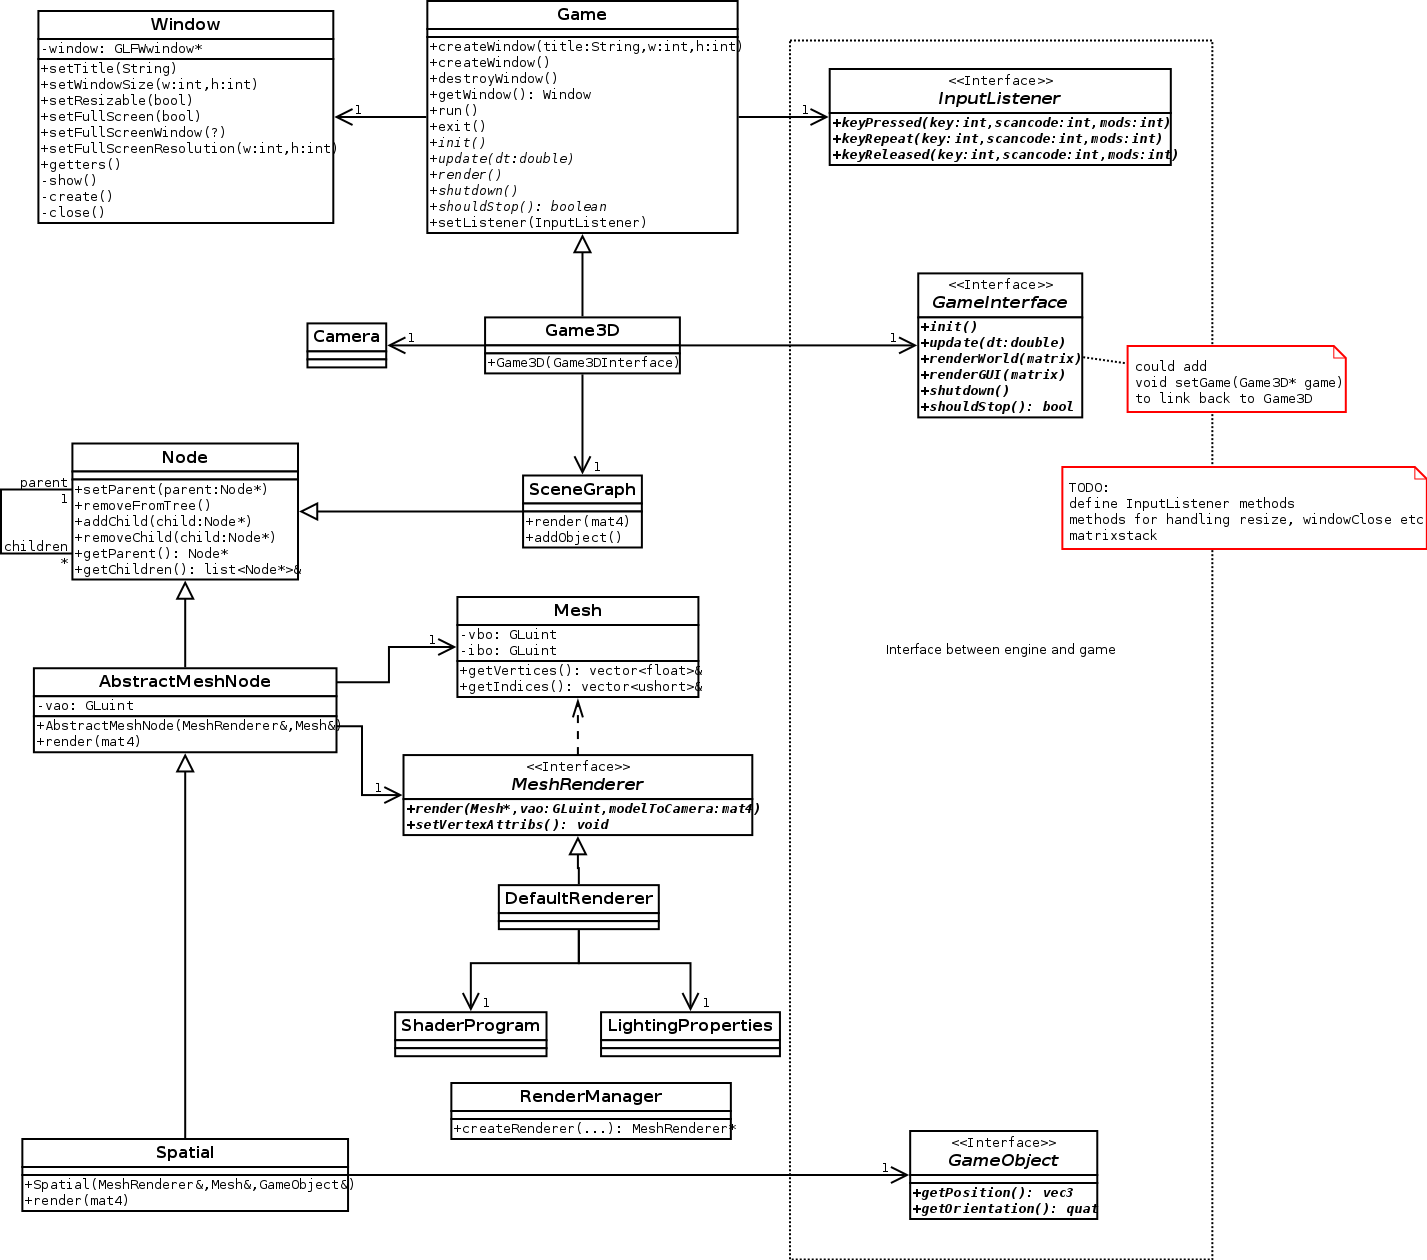 Window
-window: GLFWwindow*
+setTitle(String)
+setWindowSize(w:int,h:int)
+setResizable(bool)
+setFullScreen(bool)
+setFullScreenWindow(?)
+setFullScreenResolution(w:int,h:int)
+getters()
-show()
-create()
-close()
1
Game
+createWindow(title:String,w:int,h:int)
+createWindow()
+destroyWindow()
+getWindow(): Window
+run()
+exit()
+init()
+update(dt:double)
+render()
+shutdown()
+shouldStop(): boolean
+setListener(InputListener)
1
<<Interface>>
InputListener
+keyPressed(key:int,scancode:int,mods:int)
+keyRepeat(key:int,scancode:int,mods:int)
+keyReleased(key:int,scancode:int,mods:int)
Camera
1
Game3D
+Game3D(Game3DInterface)
1
<<Interface>>
GameInterface
+init()
+update(dt:double)
+renderWorld(matrix)
+renderGUI(matrix)
+shutdown()
+shouldStop(): bool
could add
void setGame(Game3D* game)
to link back to Game3D
1
Node
+setParent(parent:Node*)
+removeFromTree()
+addChild(child:Node*)
+removeChild(child:Node*)
+getParent(): Node*
+getChildren(): list<Node*>&
parent
1
children
*
SceneGraph
+render(mat4)
+addObject()
TODO:
define InputListener methods
methods for handling resize, windowClose etc
matrixstack
Interface between engine and game
Mesh
-vbo: GLuint
-ibo: GLuint
+getVertices(): vector<float>&
+getIndices(): vector<ushort>&
1
AbstractMeshNode
-vao: GLuint
+AbstractMeshNode(MeshRenderer&,Mesh&)
+render(mat4)
1
<<Interface>>
MeshRenderer
+render(Mesh*,vao:GLuint,modelToCamera:mat4)
+setVertexAttribs(): void
DefaultRenderer
1
1
ShaderProgram
LightingProperties
RenderManager
+createRenderer(...): MeshRenderer*
Spatial
+Spatial(MeshRenderer&,Mesh&,GameObject&)
+render(mat4)
1
<<Interface>>
GameObject
+getPosition(): vec3
+getOrientation(): quat